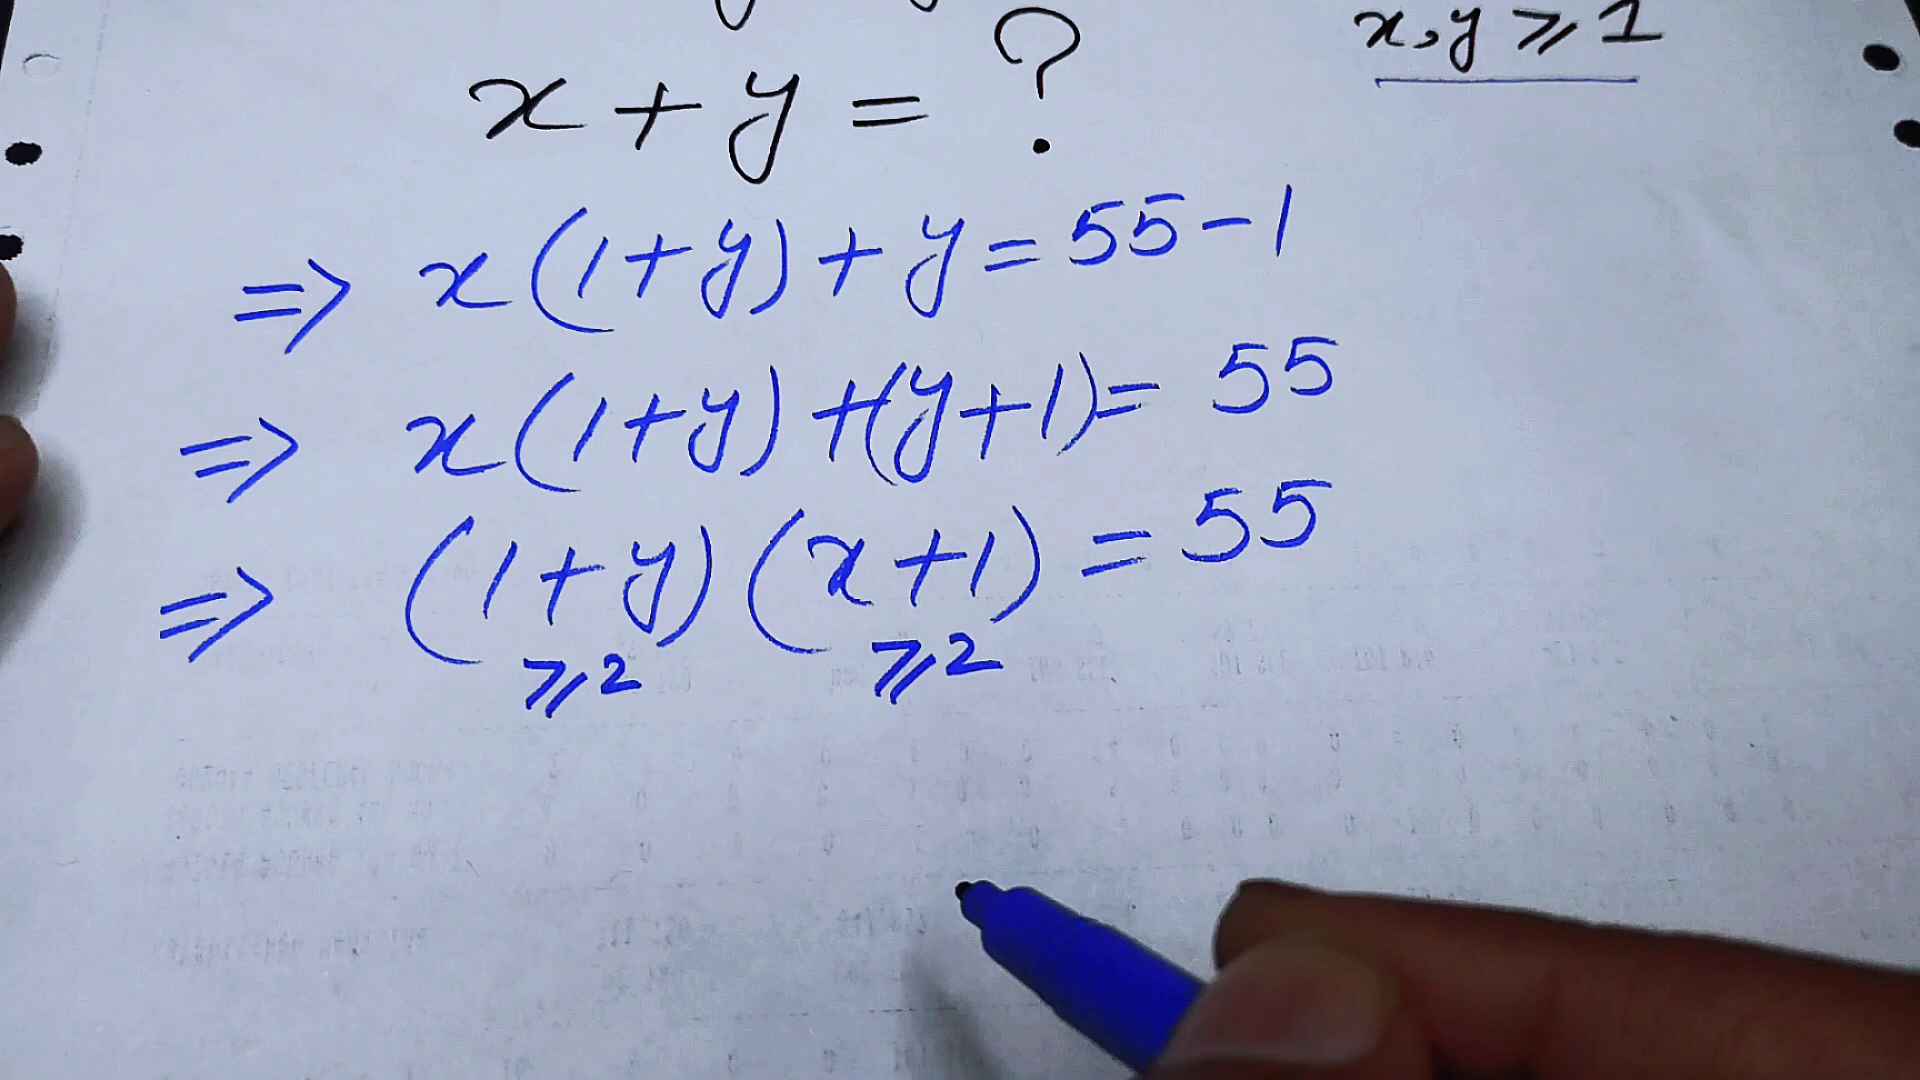 x, y ⩾ 1
x + y = ?
=> x(1+y) + y = 55 - 1
=> x(1+y) +(y+1)= 55
=> (1+y)(x+1) = 55
⩾2 ⩾2